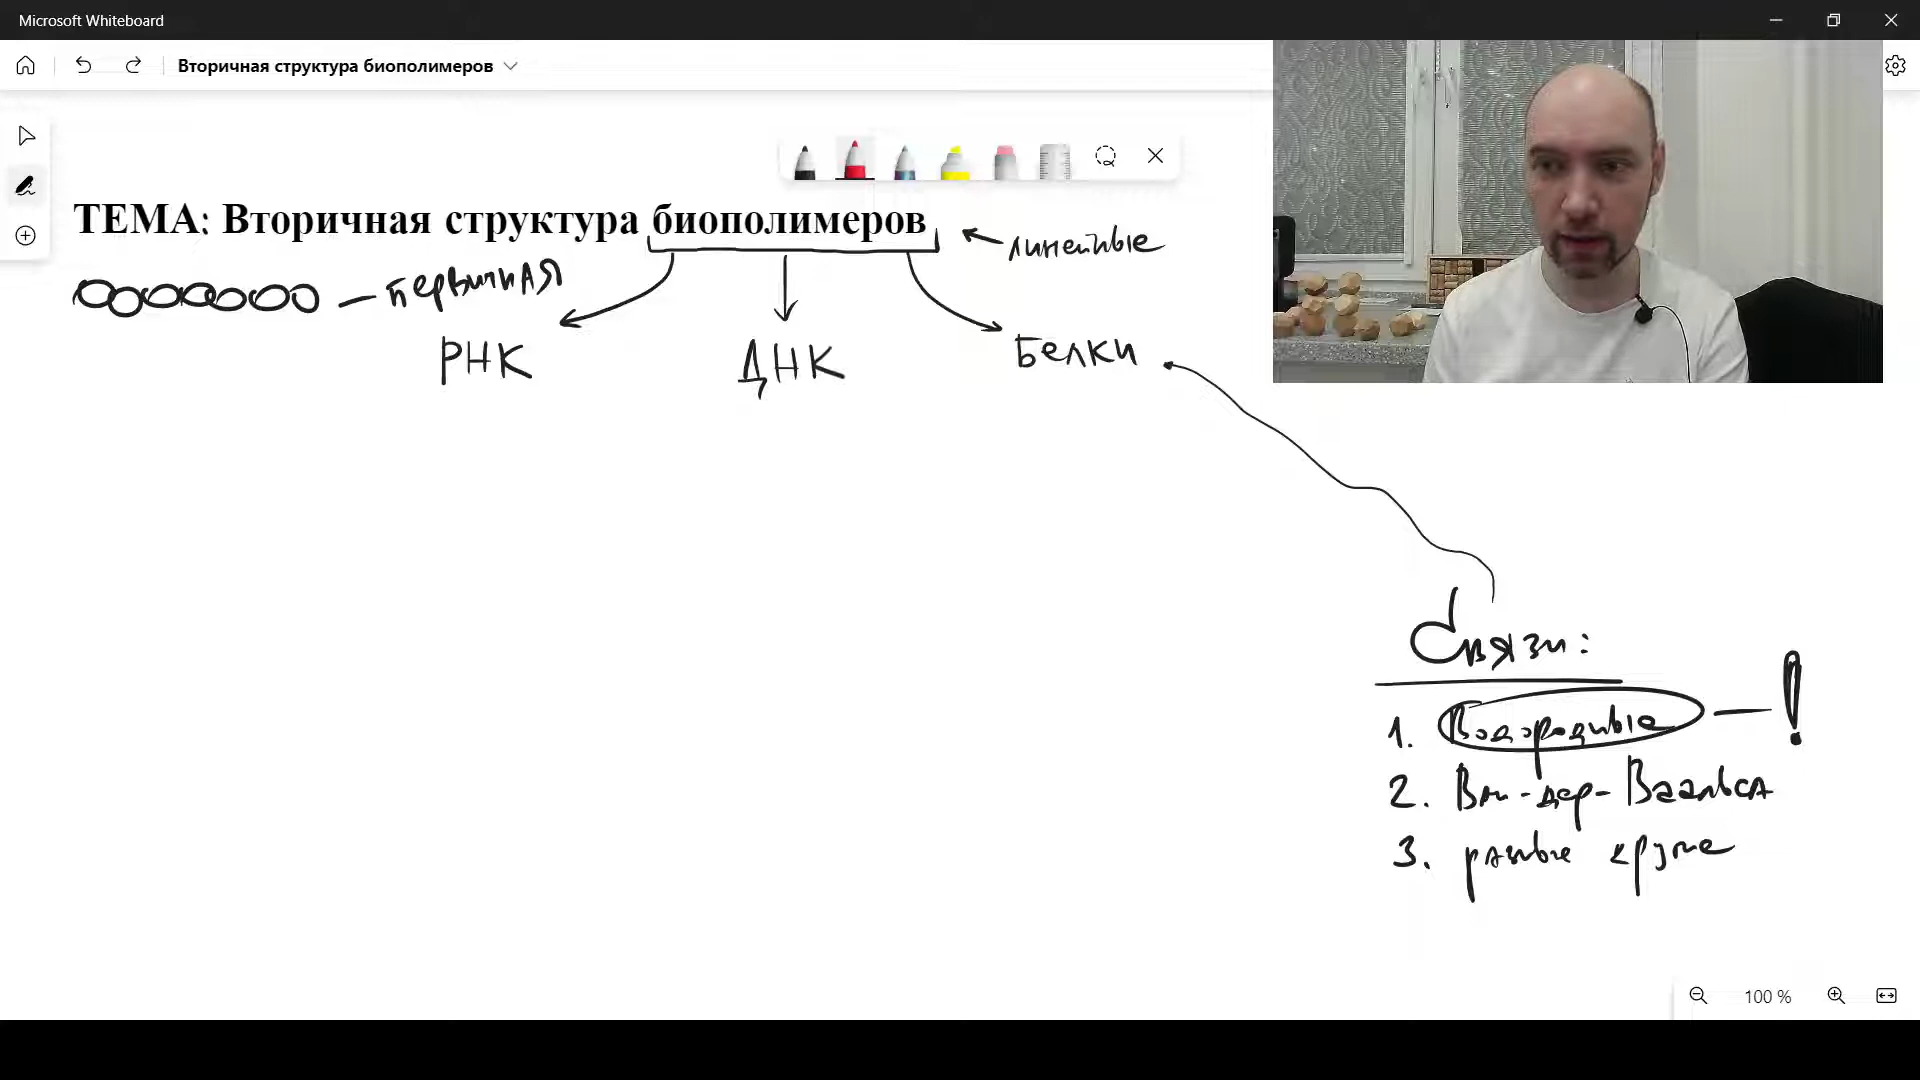 Microsoft Whiteboard
Вторичная структура биополимеров
ТЕМА: Вторичная структура биополимеров
линейные
первичная
РНК
ДНК
Белки
Связи:
1. Водородные — !
2. Ван-дер-Ваальса
3. разные другие
100 %